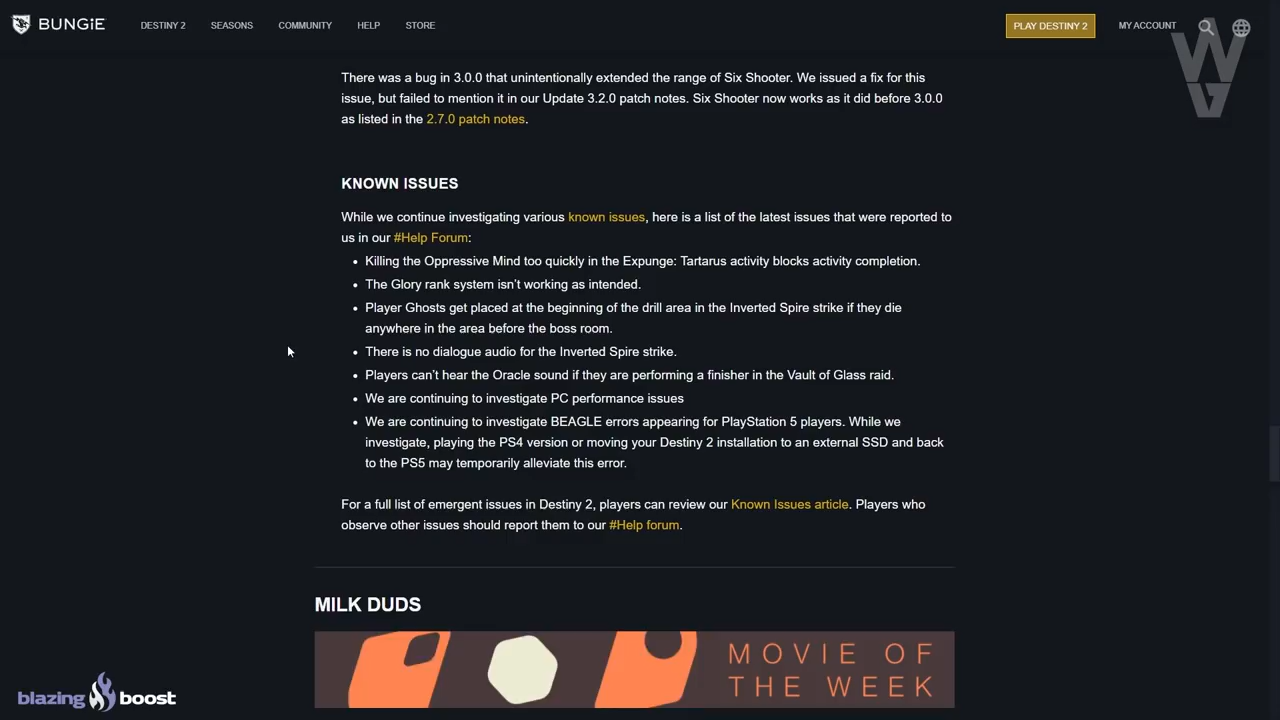 BUNGiE
DESTINY 2
SEASONS
COMMUNITY
HELP
STORE
PLAY DESTINY 2
MY ACCOUNT
There was a bug in 3.0.0 that unintentionally extended the range of Six Shooter. We issued a fix for this
issue, but failed to mention it in our Update 3.2.0 patch notes. Six Shooter now works as it did before 3.0.0
as listed in the 2.7.0 patch notes.
KNOWN ISSUES
While we continue investigating various known issues, here is a list of the latest issues that were reported to
us in our #Help Forum:
• Killing the Oppressive Mind too quickly in the Expunge: Tartarus activity blocks activity completion.
• The Glory rank system isn’t working as intended.
• Player Ghosts get placed at the beginning of the drill area in the Inverted Spire strike if they die
anywhere in the area before the boss room.
• There is no dialogue audio for the Inverted Spire strike.
• Players can’t hear the Oracle sound if they are performing a finisher in the Vault of Glass raid.
• We are continuing to investigate PC performance issues
• We are continuing to investigate BEAGLE errors appearing for PlayStation 5 players. While we
investigate, playing the PS4 version or moving your Destiny 2 installation to an external SSD and back
to the PS5 may temporarily alleviate this error.
For a full list of emergent issues in Destiny 2, players can review our Known Issues article. Players who
observe other issues should report them to our #Help forum.
MILK DUDS
MOVIE OF
THE WEEK
blazing boost